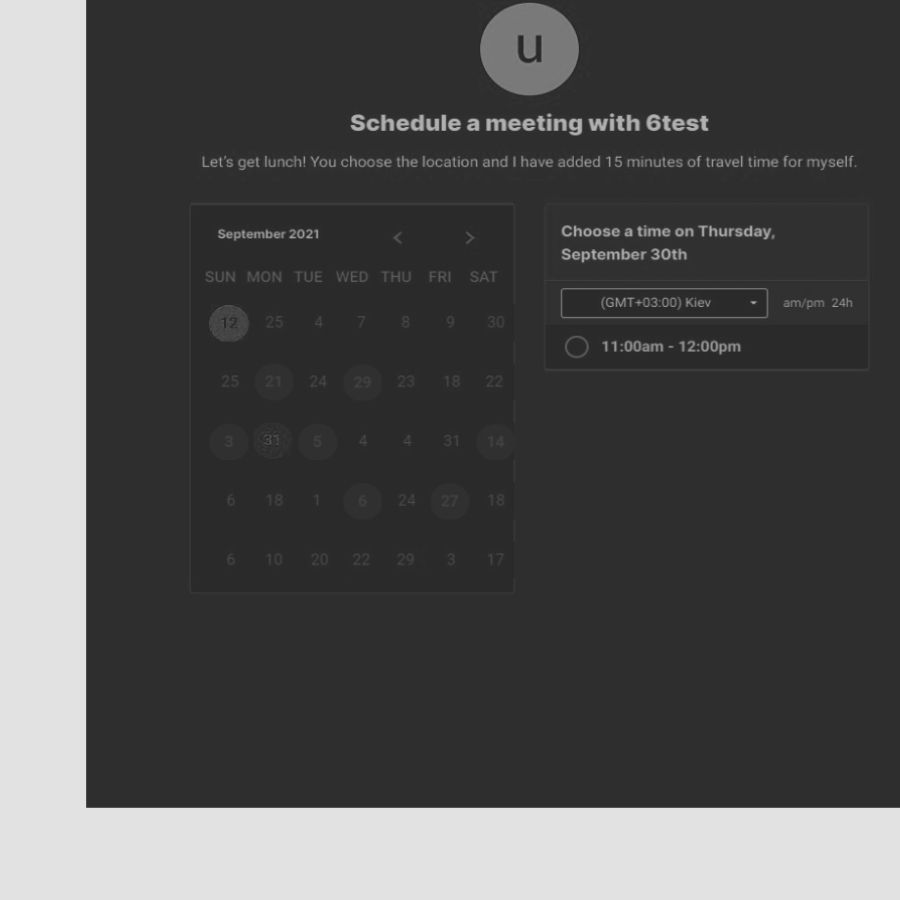 u
Schedule a meeting with 6test
Let's get lunch! You choose the location and I have added 15 minutes of travel time for myself.
September 2021 < >
SUN MON TUE WED THU FRI SAT
12 25 4 7 8 9 30
25 21 24 29 23 18 22
3 31 5 4 4 31 14
6 18 1 6 24 27 18
6 10 20 22 29 3 17
Choose a time on Thursday,
September 30th
(GMT+03:00) Kiev am/pm 24h
11:00am - 12:00pm